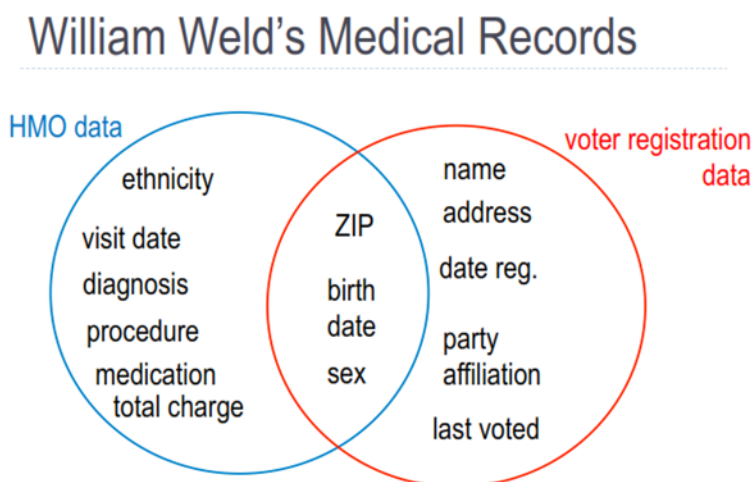 William Weld's Medical Records
HMO data
voter registration
data
ethnicity
visit date
diagnosis
procedure
medication
total charge
ZIP
birth
date
sex
name
address
date reg.
party
affiliation
last voted